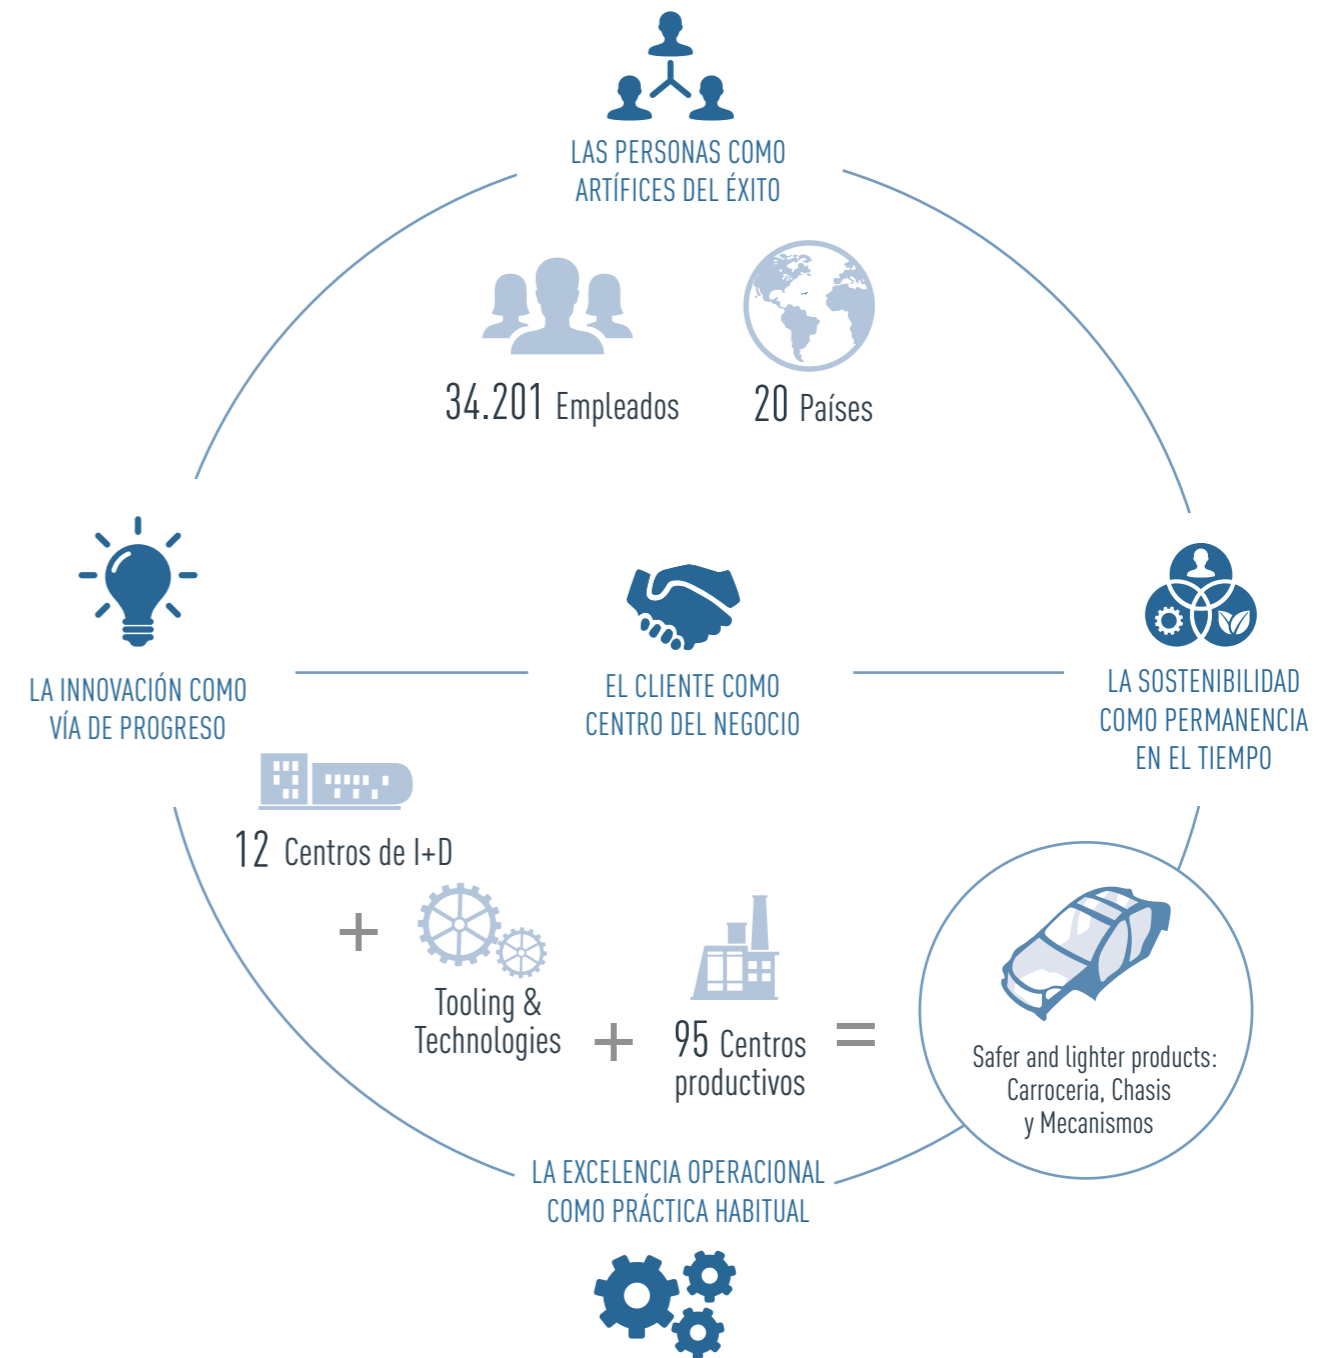 LAS PERSONAS COMO
ARTÍFICES DEL ÉXITO
34.201 Empleados
20 Países
LA INNOVACIÓN COMO
VÍA DE PROGRESO
EL CLIENTE COMO
CENTRO DEL NEGOCIO
LA SOSTENIBILIDAD
COMO PERMANENCIA
EN EL TIEMPO
12 Centros de I+D
+
Tooling &
Technologies
+
95 Centros
productivos
=
Safer and lighter products:
Carroceria, Chasis
y Mecanismos
LA EXCELENCIA OPERACIONAL
COMO PRÁCTICA HABITUAL